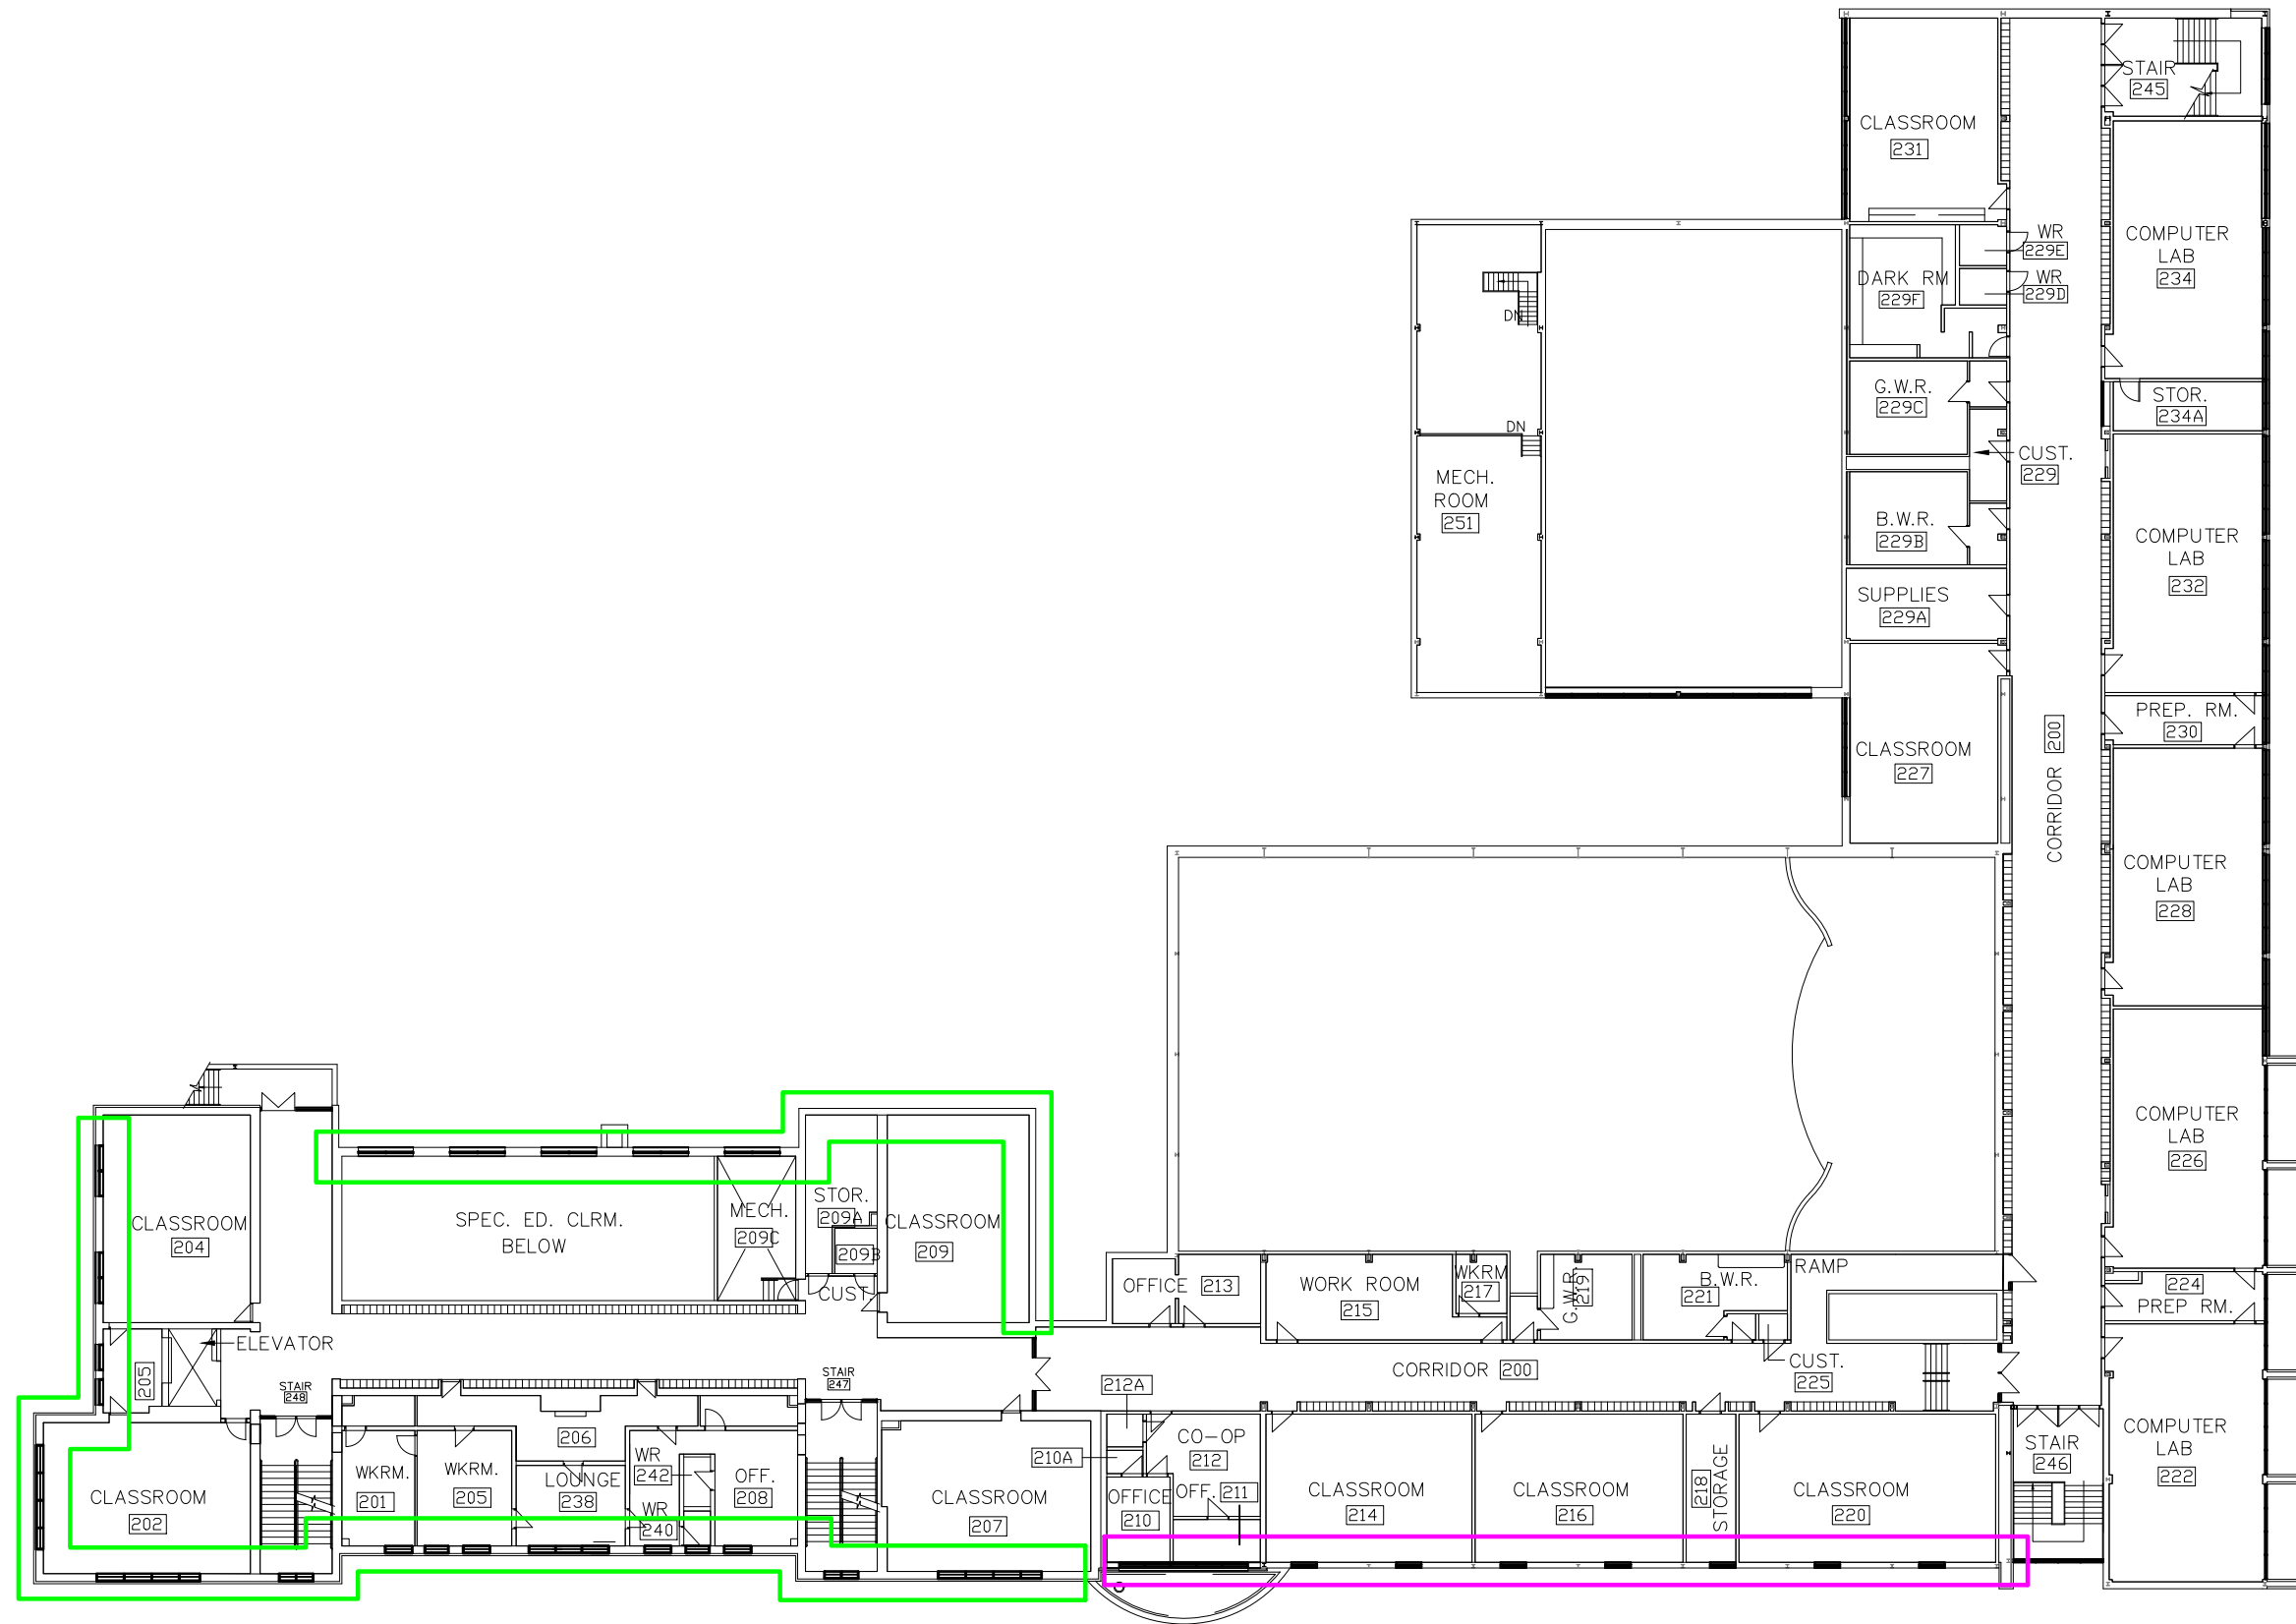 STAIR
245
CLASSROOM
231
COMPUTER
LAB
234
WR
229E
WR
229D
DARK RM
229F
DN
G.W.R.
229C
STOR.
234A
DN
CUST.
229
MECH.
ROOM
251
B.W.R.
229B
COMPUTER
LAB
232
SUPPLIES
229A
PREP. RM.
230
CLASSROOM
227
CORRIDOR 200
COMPUTER
LAB
228
COMPUTER
LAB
226
CLASSROOM
204
SPEC. ED. CLRM.
BELOW
MECH.
209C
STOR.
209A
209B
CLASSROOM
209
CUST.
OFFICE 213
WORK ROOM
215
WKRM
217
G.W.R.
219
B.W.R.
221
RAMP
224
PREP RM.
ELEVATOR
205
STAIR
248
STAIR
247
CORRIDOR 200
CUST.
225
212A
206
CO-OP
212
210A
STAIR
246
COMPUTER
LAB
222
CLASSROOM
202
WKRM.
201
WKRM.
205
LOUNGE
238
WR
242
WR
240
OFF.
208
CLASSROOM
207
OFFICE
210
OFF. 211
CLASSROOM
214
CLASSROOM
216
218
STORAGE
CLASSROOM
220